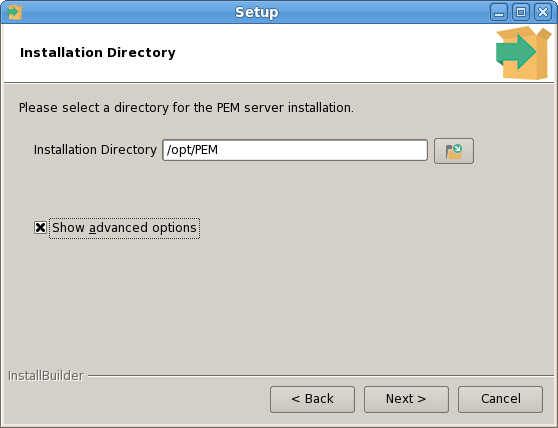 Setup
Installation Directory
Please select a directory for the PEM server installation.
Installation Directory /opt/PEM
Show advanced options
InstallBuilder
< Back Next > Cancel